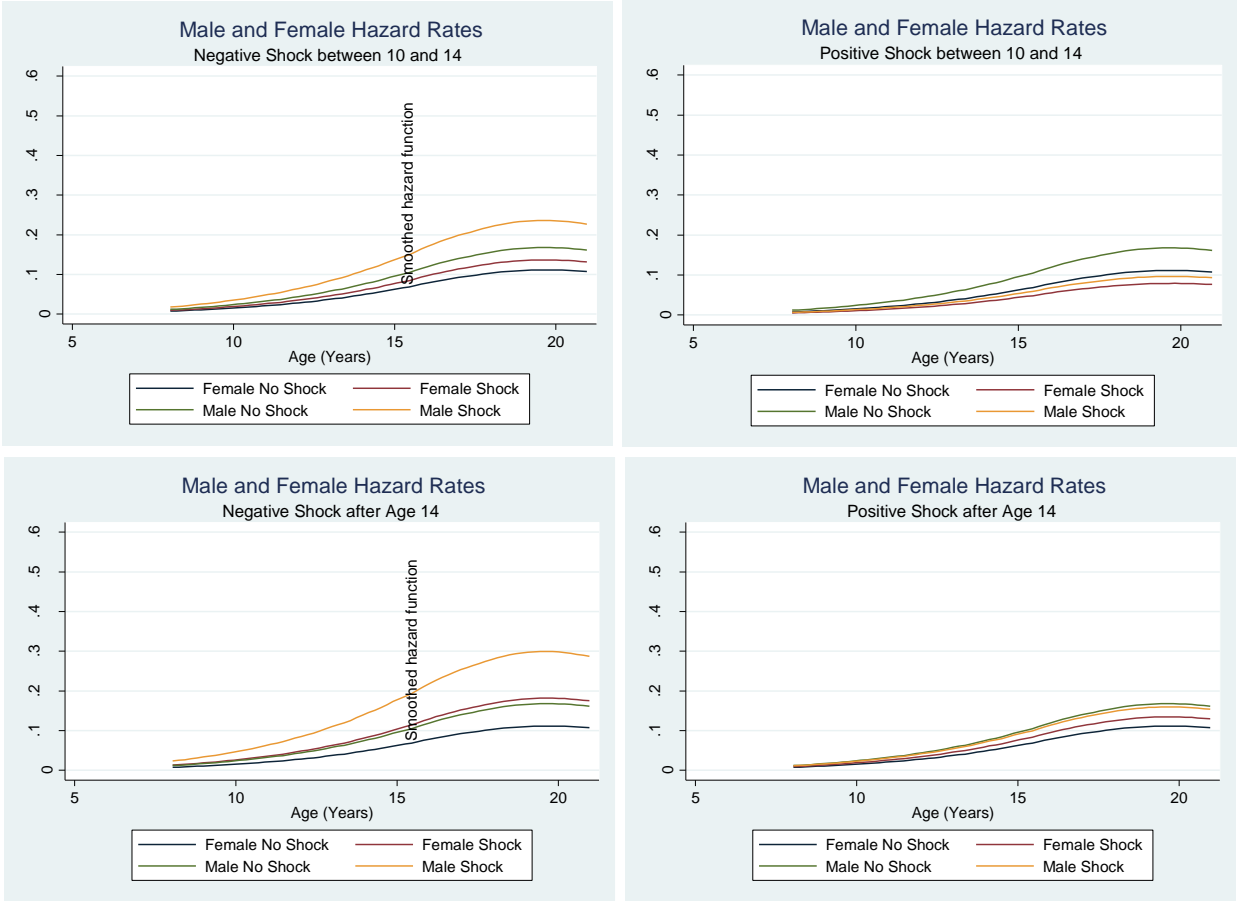 Male and Female Hazard Rates
Negative Shock between 10 and 14
.6
.5
.4
.3
.2
.1
0
Smoothed hazard function
5 10 15 20
Age (Years)
Female No Shock Female Shock
Male No Shock Male Shock
Male and Female Hazard Rates
Positive Shock between 10 and 14
.6
.5
.4
.3
.2
.1
0
5 10 15 20
Age (Years)
Female No Shock Female Shock
Male No Shock Male Shock
Male and Female Hazard Rates
Negative Shock after Age 14
.6
.5
.4
.3
.2
.1
0
Smoothed hazard function
5 10 15 20
Age (Years)
Female No Shock Female Shock
Male No Shock Male Shock
Male and Female Hazard Rates
Positive Shock after Age 14
.6
.5
.4
.3
.2
.1
0
5 10 15 20
Age (Years)
Female No Shock Female Shock
Male No Shock Male Shock